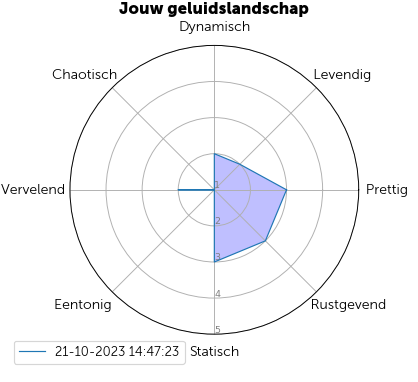 Jouw geluidslandschap
Dynamisch
Chaotisch
Levendig
Vervelend
1
Prettig
2
3
4
Eentonig
Rustgevend
5
21-10-2023 14:47:23
Statisch